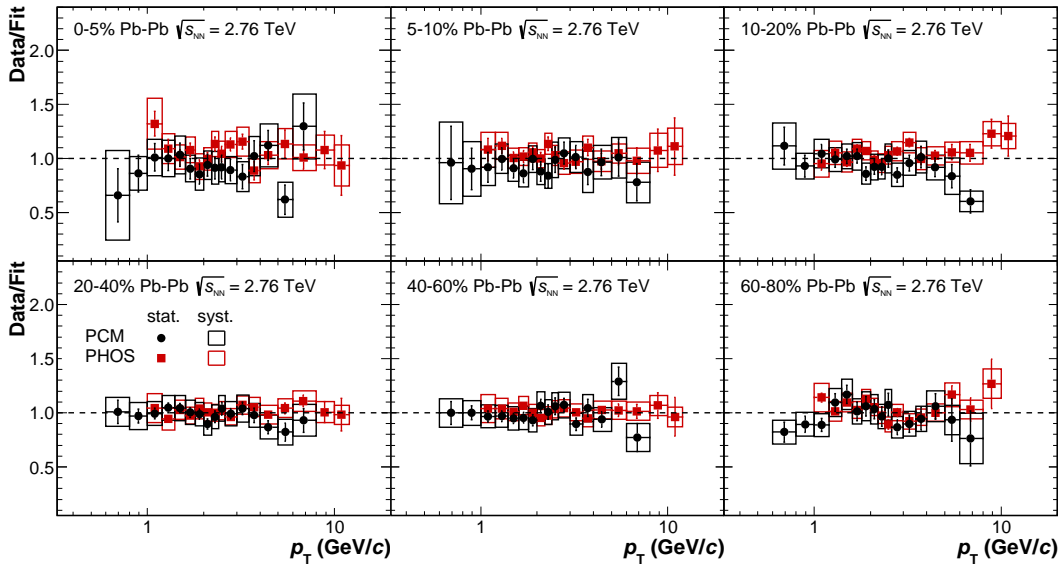 Data/Fit
0-5% Pb-Pb √sNN = 2.76 TeV
5-10% Pb-Pb √sNN = 2.76 TeV
10-20% Pb-Pb √sNN = 2.76 TeV
2.0
1.5
1.0
0.5
Data/Fit
20-40% Pb-Pb √sNN = 2.76 TeV
40-60% Pb-Pb √sNN = 2.76 TeV
60-80% Pb-Pb √sNN = 2.76 TeV
stat. syst.
PCM
PHOS
2.0
1.5
1.0
0.5
1 10
1 10
1 10
pT (GeV/c)
pT (GeV/c)
pT (GeV/c)